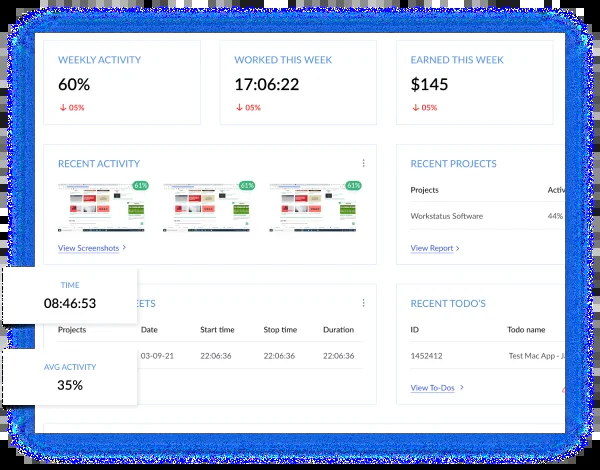 WEEKLY ACTIVITY
60%
05%
WORKED THIS WEEK
17:06:22
05%
EARNED THIS WEEK
$145
05%
RECENT ACTIVITY
61% 61% 61%
View Screenshots
RECENT PROJECTS
Projects Activ
Workstatus Software 44%
View Report
TIME
08:46:53
EETS
Projects Date Start time Stop time Duration
03-09-21 22:06:36 22:06:36 22:06:36
AVG ACTIVITY
35%
RECENT TODO'S
ID Todo name
1452412 Test Mac App -
View To-Dos